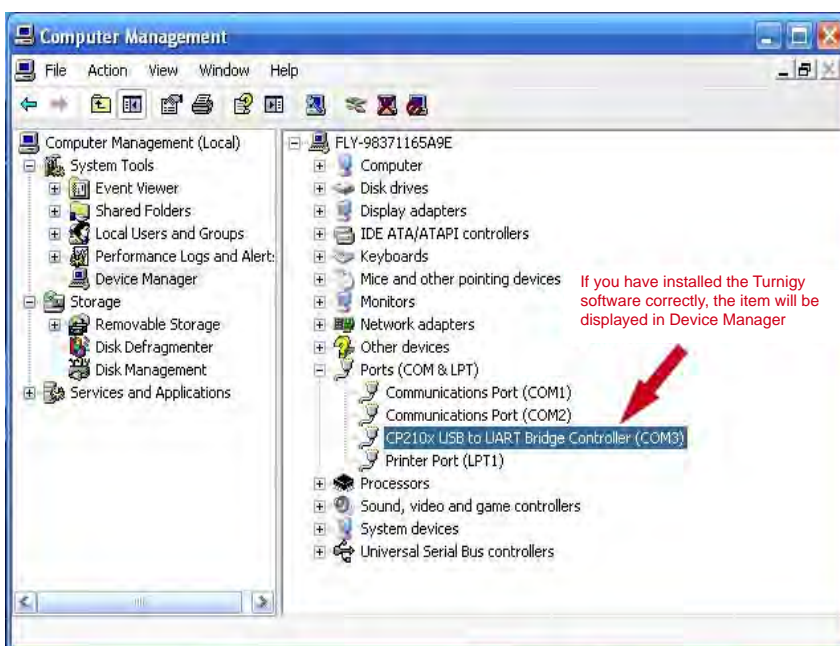 Computer Management
File Action View Window Help
Computer Management (Local)
System Tools
Event Viewer
Shared Folders
Local Users and Groups
Performance Logs and Alert:
Device Manager
Storage
Removable Storage
Disk Defragmenter
Disk Management
Services and Applications
FLY-98371165A9E
Computer
Disk drives
Display adapters
IDE ATA/ATAPI controllers
Keyboards
Mice and other pointing devices
Monitors
Network adapters
Other devices
Ports (COM & LPT)
Communications Port (COM1)
Communications Port (COM2)
CP210x USB to UART Bridge Controller (COM3)
Printer Port (LPT1)
Processors
Sound, video and game controllers
System devices
Universal Serial Bus controllers
If you have installed the Turnigy
software correctly, the item will be
displayed in Device Manager